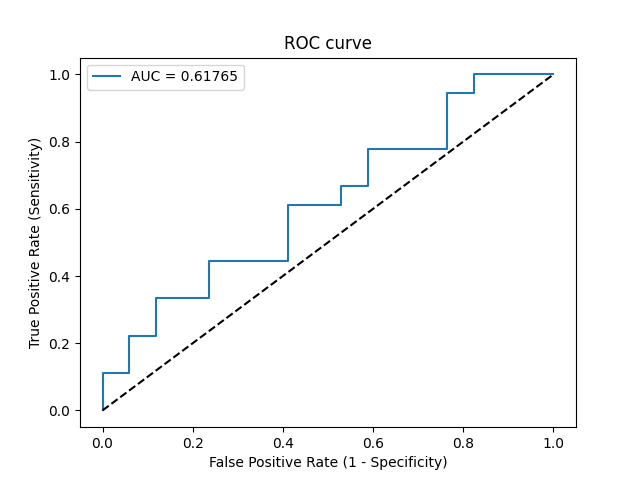 ROC curve
AUC = 0.61765
True Positive Rate (Sensitivity)
1.0
0.8
0.6
0.4
0.2
0.0
0.0 0.2 0.4 0.6 0.8 1.0
False Positive Rate (1 - Specificity)